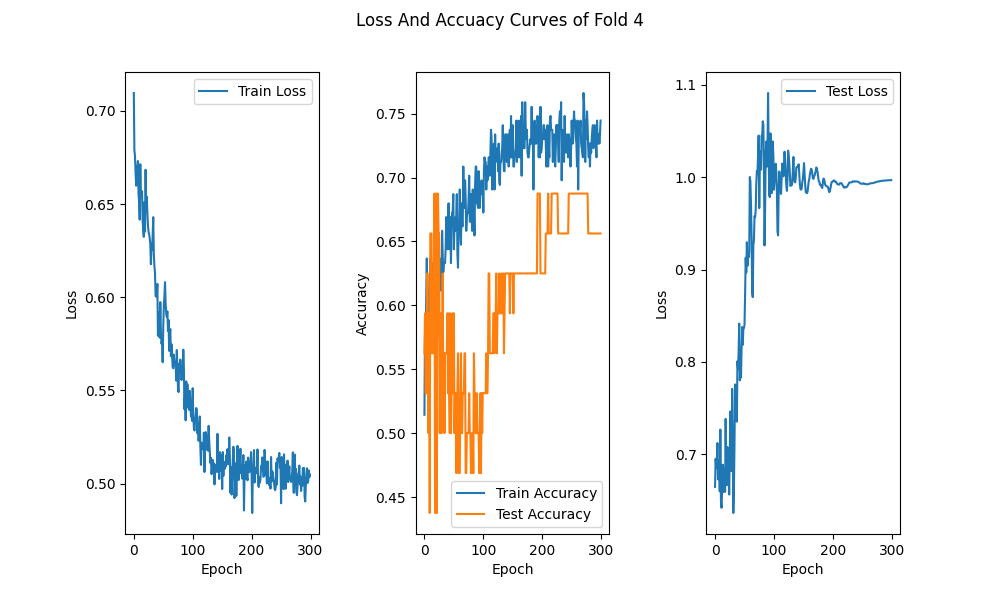 Loss And Accuacy Curves of Fold 4
Train Loss
0.70
0.65
0.60
0.55
0.50
Loss
0 100 200 300
Epoch
0.75
0.70
0.65
0.60
0.55
0.50
0.45
Accuracy
Train Accuracy
Test Accuracy
0 100 200 300
Epoch
Test Loss
1.1
1.0
0.9
0.8
0.7
Loss
0 100 200 300
Epoch